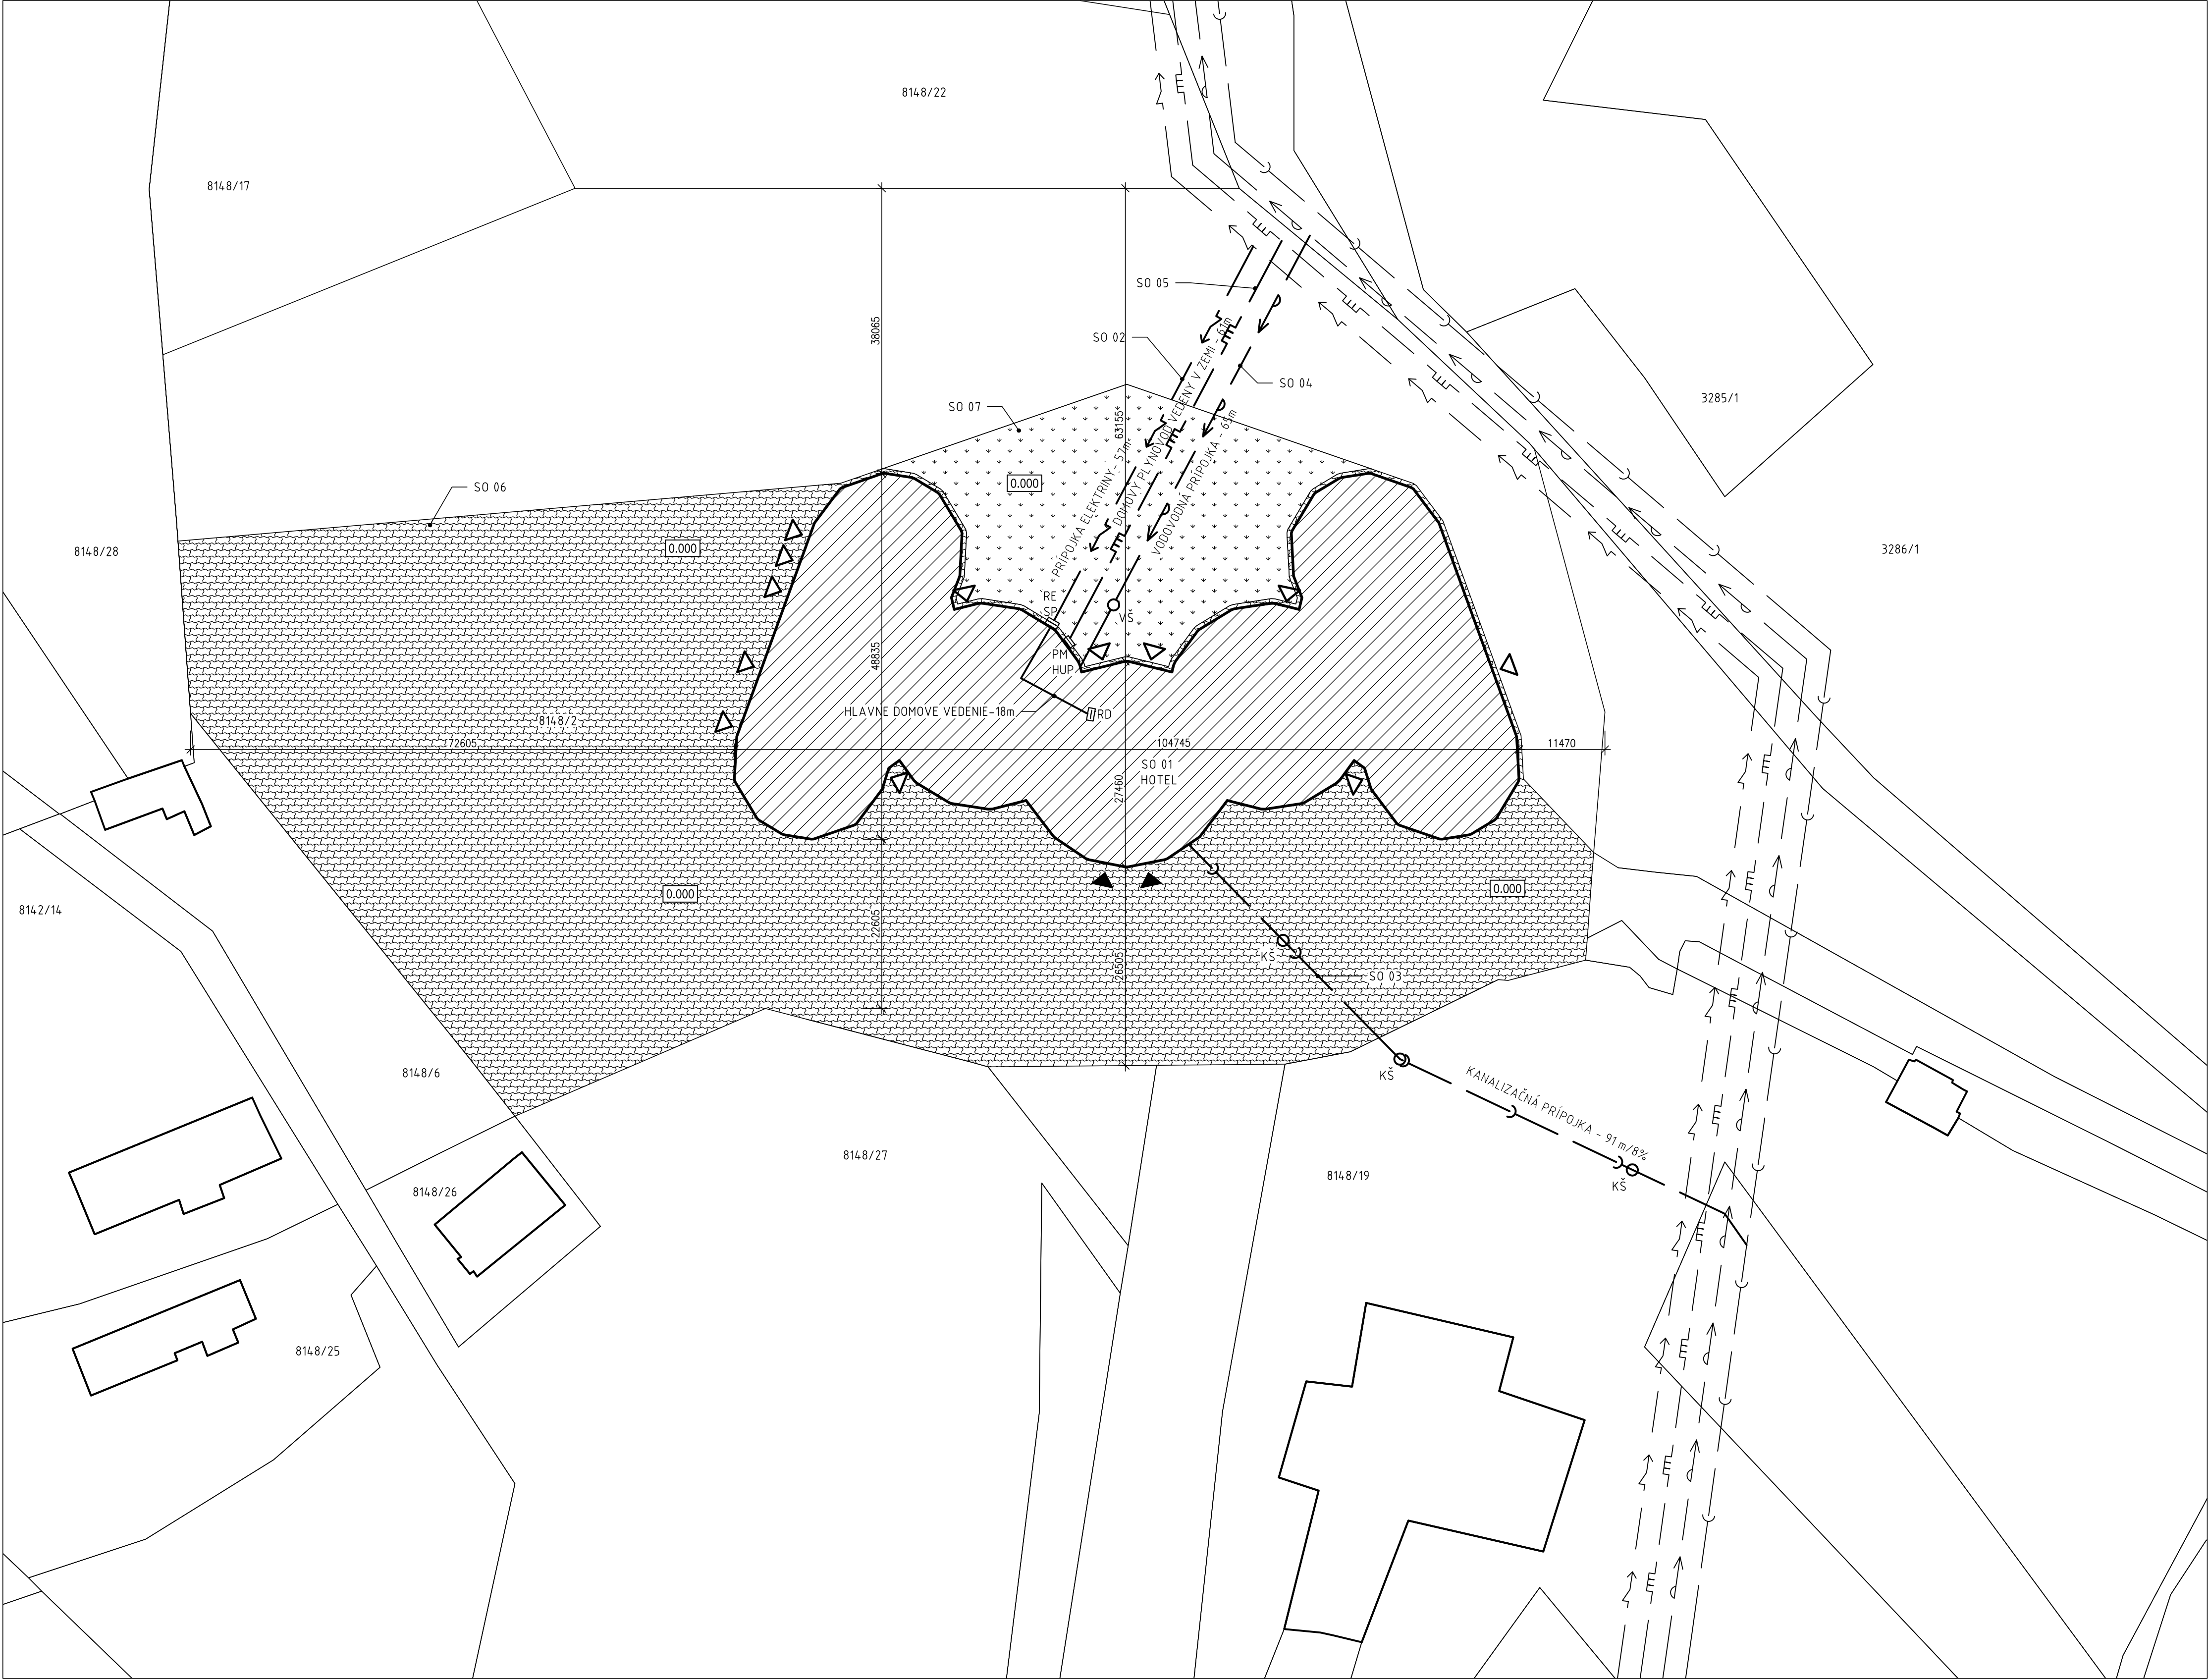 8148/22
8148/17
SO 05
38065
SO 02
SO 04
3285/1
SO 07
63155
0.000
SO 06
PRÍPOJKA ELEKTRINY- 57m
DOMOVÝ PLYNOVOD VEDENÝ V ZEMI - 61m
VODOVODNÁ PRÍPOJKA - 65m
8148/28
0.000
3286/1
RE
SP
VŠ
PM
HUP
48835
HLAVNÉ DOMOVÉ VEDENIE-18m
RD
8148/2
72605
104745
11470
SO 01
HOTEL
27460
0.000
0.000
8142/14
22605
26505
KŠ
SO 03
8148/6
KŠ
KANALIZAČNÁ PRÍPOJKA - 91 m/8%
8148/27
8148/19
KŠ
8148/26
8148/25